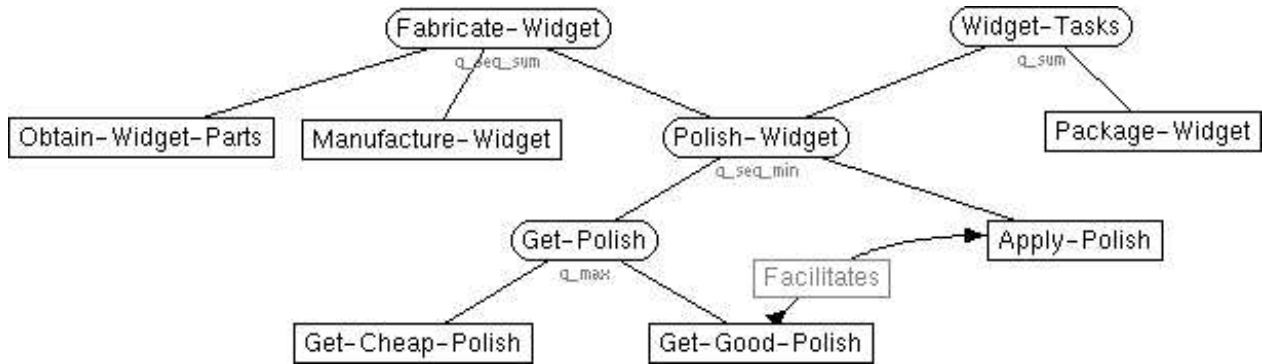 Fabricate-Widget
Widget-Tasks
q_seq_sum
q_sum
Obtain-Widget-Parts
Manufacture-Widget
Polish-Widget
Package-Widget
q_seq_min
Get-Polish
Apply-Polish
q_max
Facilitates
Get-Cheap-Polish
Get-Good-Polish